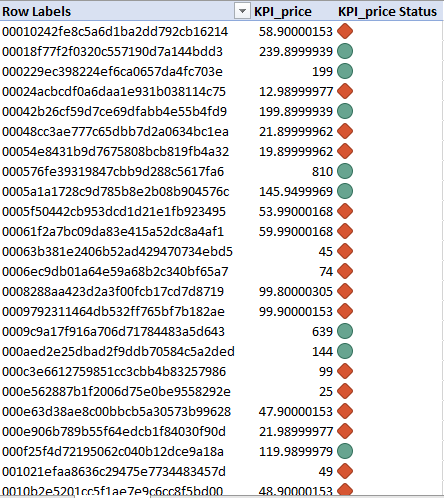 Row Labels KPI_price KPI_price Status
00010242fe8c5a6d1ba2dd792cb16214 58.90000153
00018f77f2f0320c557190d7a144bdd3 239.8999939
000229ec398224ef6ca0657da4fc703e 199
00024acbcdf0a6daa1e931b038114c75 12.98999977
00042b26cf59d7ce69dfabb4e55b4fd9 199.8999939
00048cc3ae777c65dbb7d2a0634bc1ea 21.89999962
00054e8431b9d7675808bcb819fb4a32 19.89999962
000576fe39319847cbb9d288c5617fa6 810
0005a1a1728c9d785b8e2b08b904576c 145.9499969
0005f50442cb953dcd1d21e1fb923495 53.99000168
00061f2a7bc09da83e415a52dc8a4af1 59.99000168
00063b381e2406b52ad429470734ebd5 45
0006ec9db01a64e59a68b2c340bf65a7 74
0008288aa423d2a3f00fcb17cd7d8719 99.80000305
0009792311464db532ff765bf7b182ae 99.90000153
0009c9a17f916a706d71784483a5d643 639
000aed2e25dbad2f9ddb70584c5a2ded 144
000c3e6612759851cc3cbb4b83257986 99
000e562887b1f2006d75e0be9558292e 25
000e63d38ae8c00bbcb5a30573b99628 47.90000153
000e906b789b55f64edcb1f84030f90d 21.98999977
000f25f4d72195062c040b12dce9a18a 119.9899979
001021efaa8636c29475e7734483457d 49
0010b2e5201cc5f1ae7e9c6cc8f5bd00 48.90000153